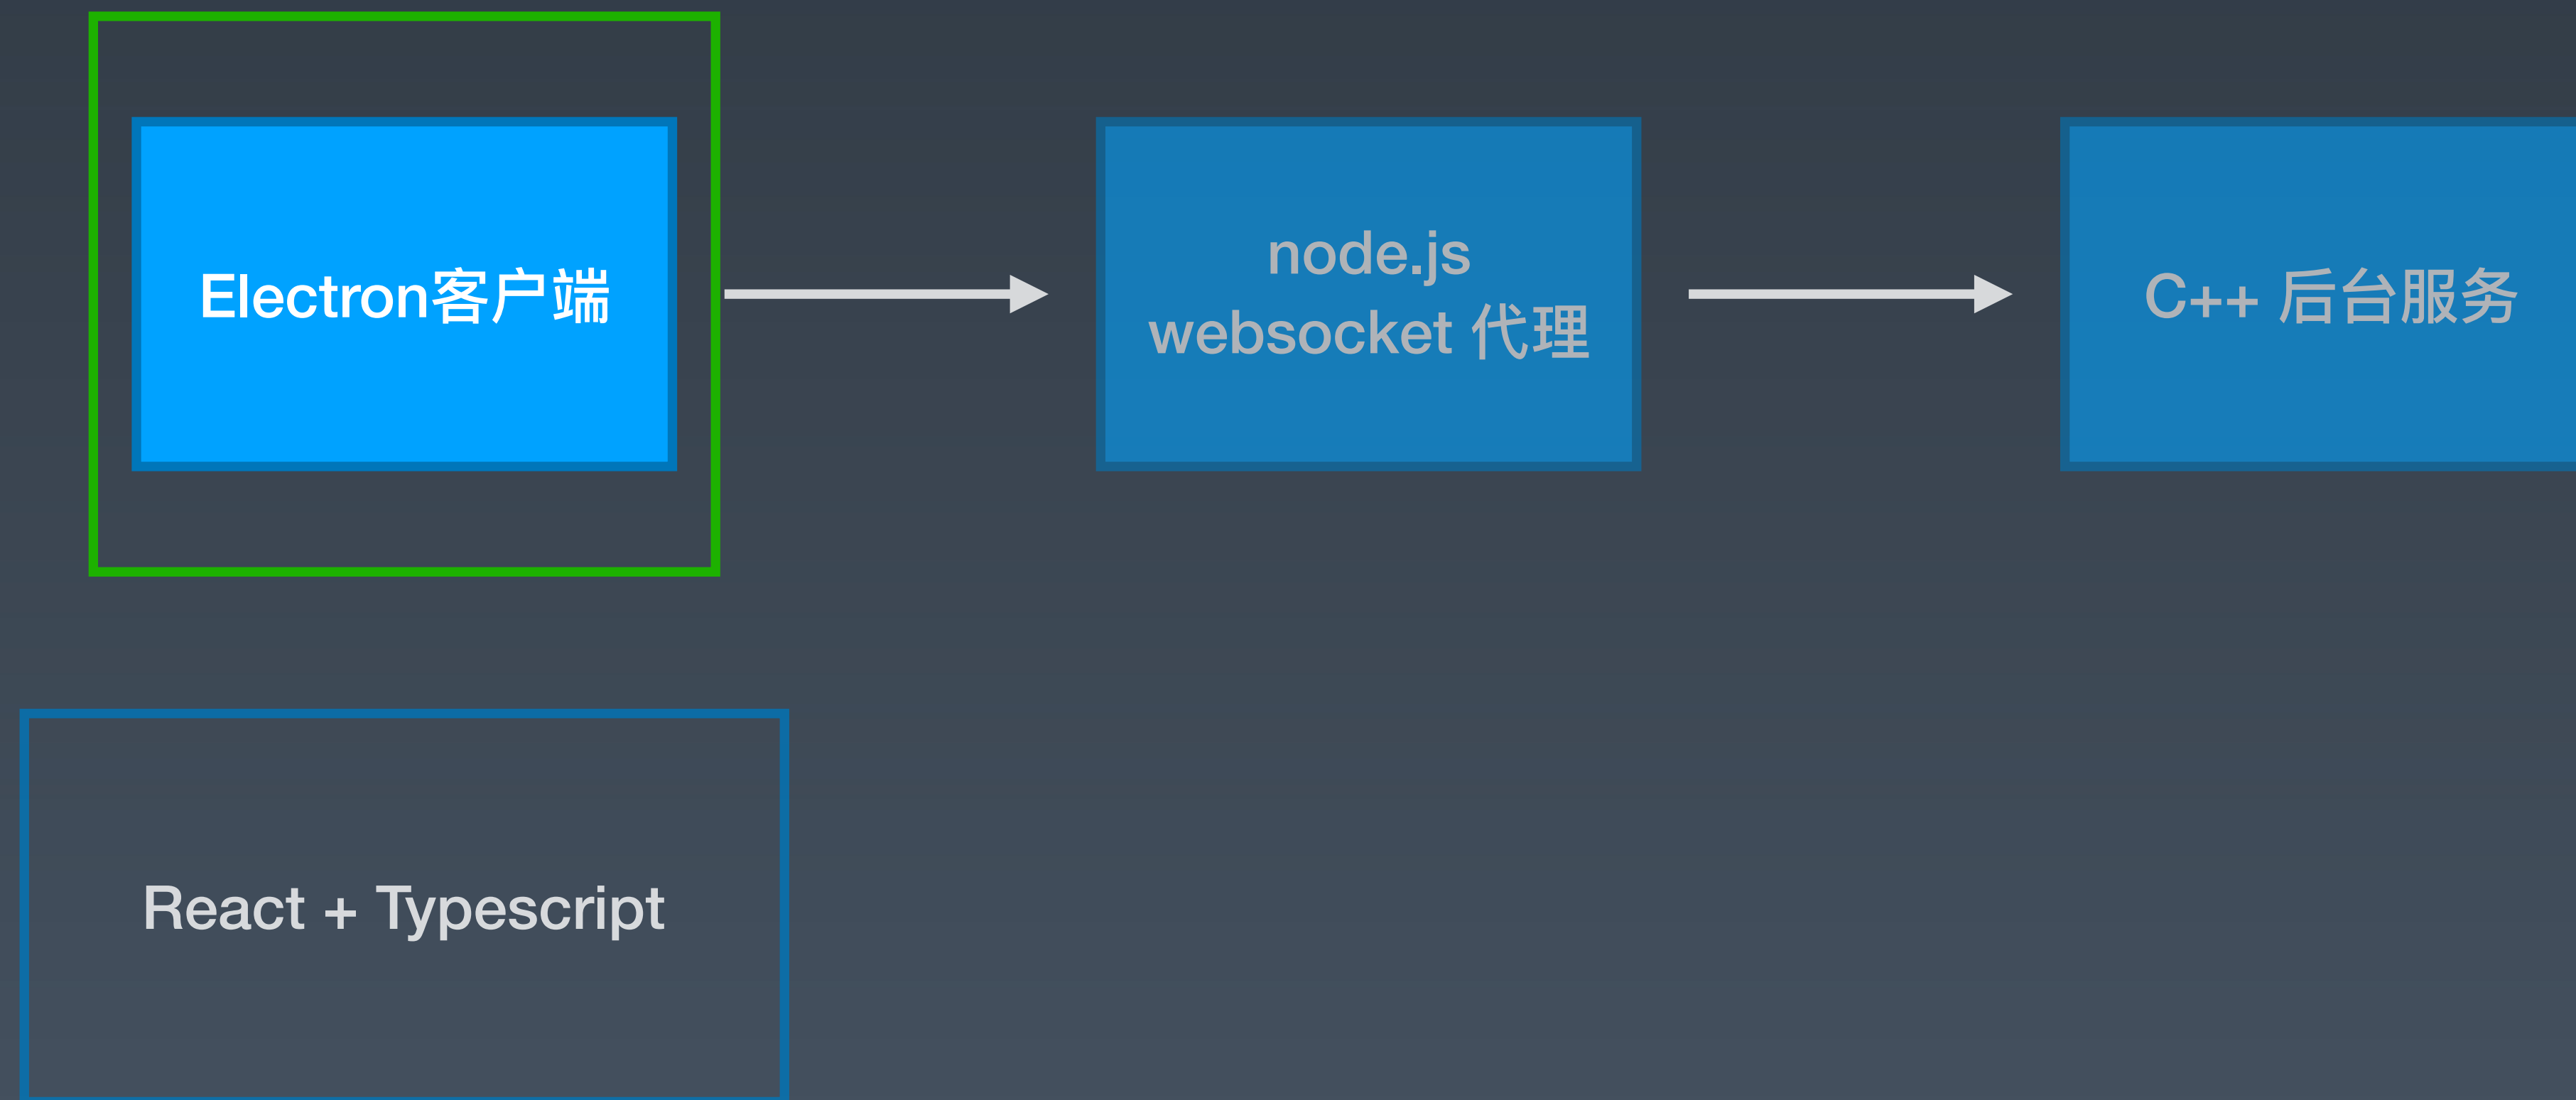 Electron客户端
node.js
websocket 代理
C++ 后台服务
React + Typescript